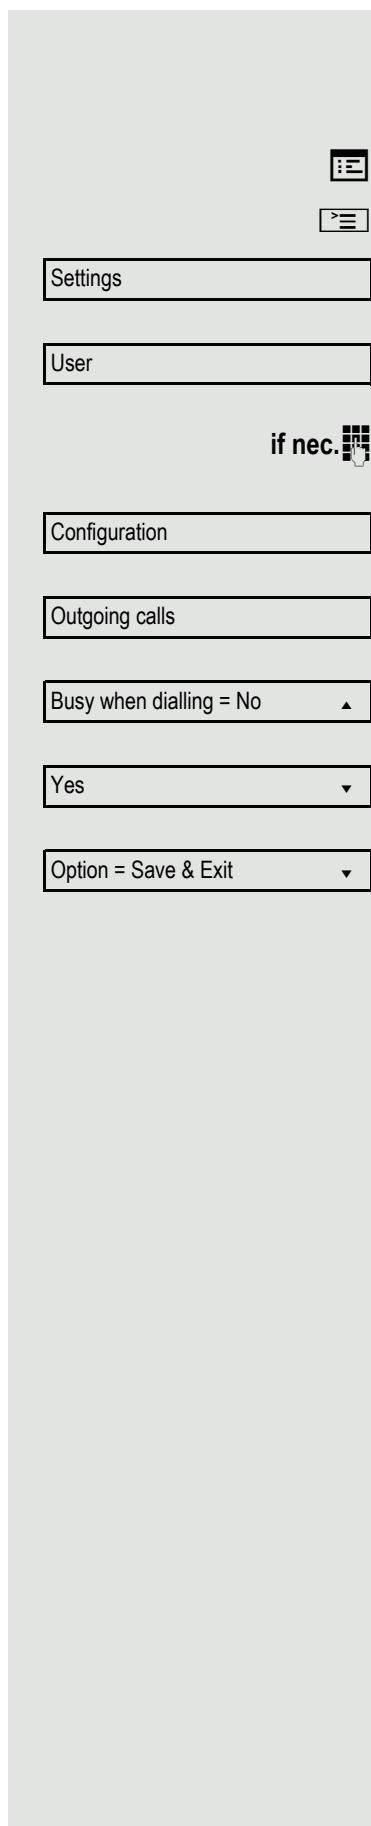 Settings
User
if nec.
Configuration
Outgoing calls
Busy when dialling = No
Yes
Option = Save & Exit